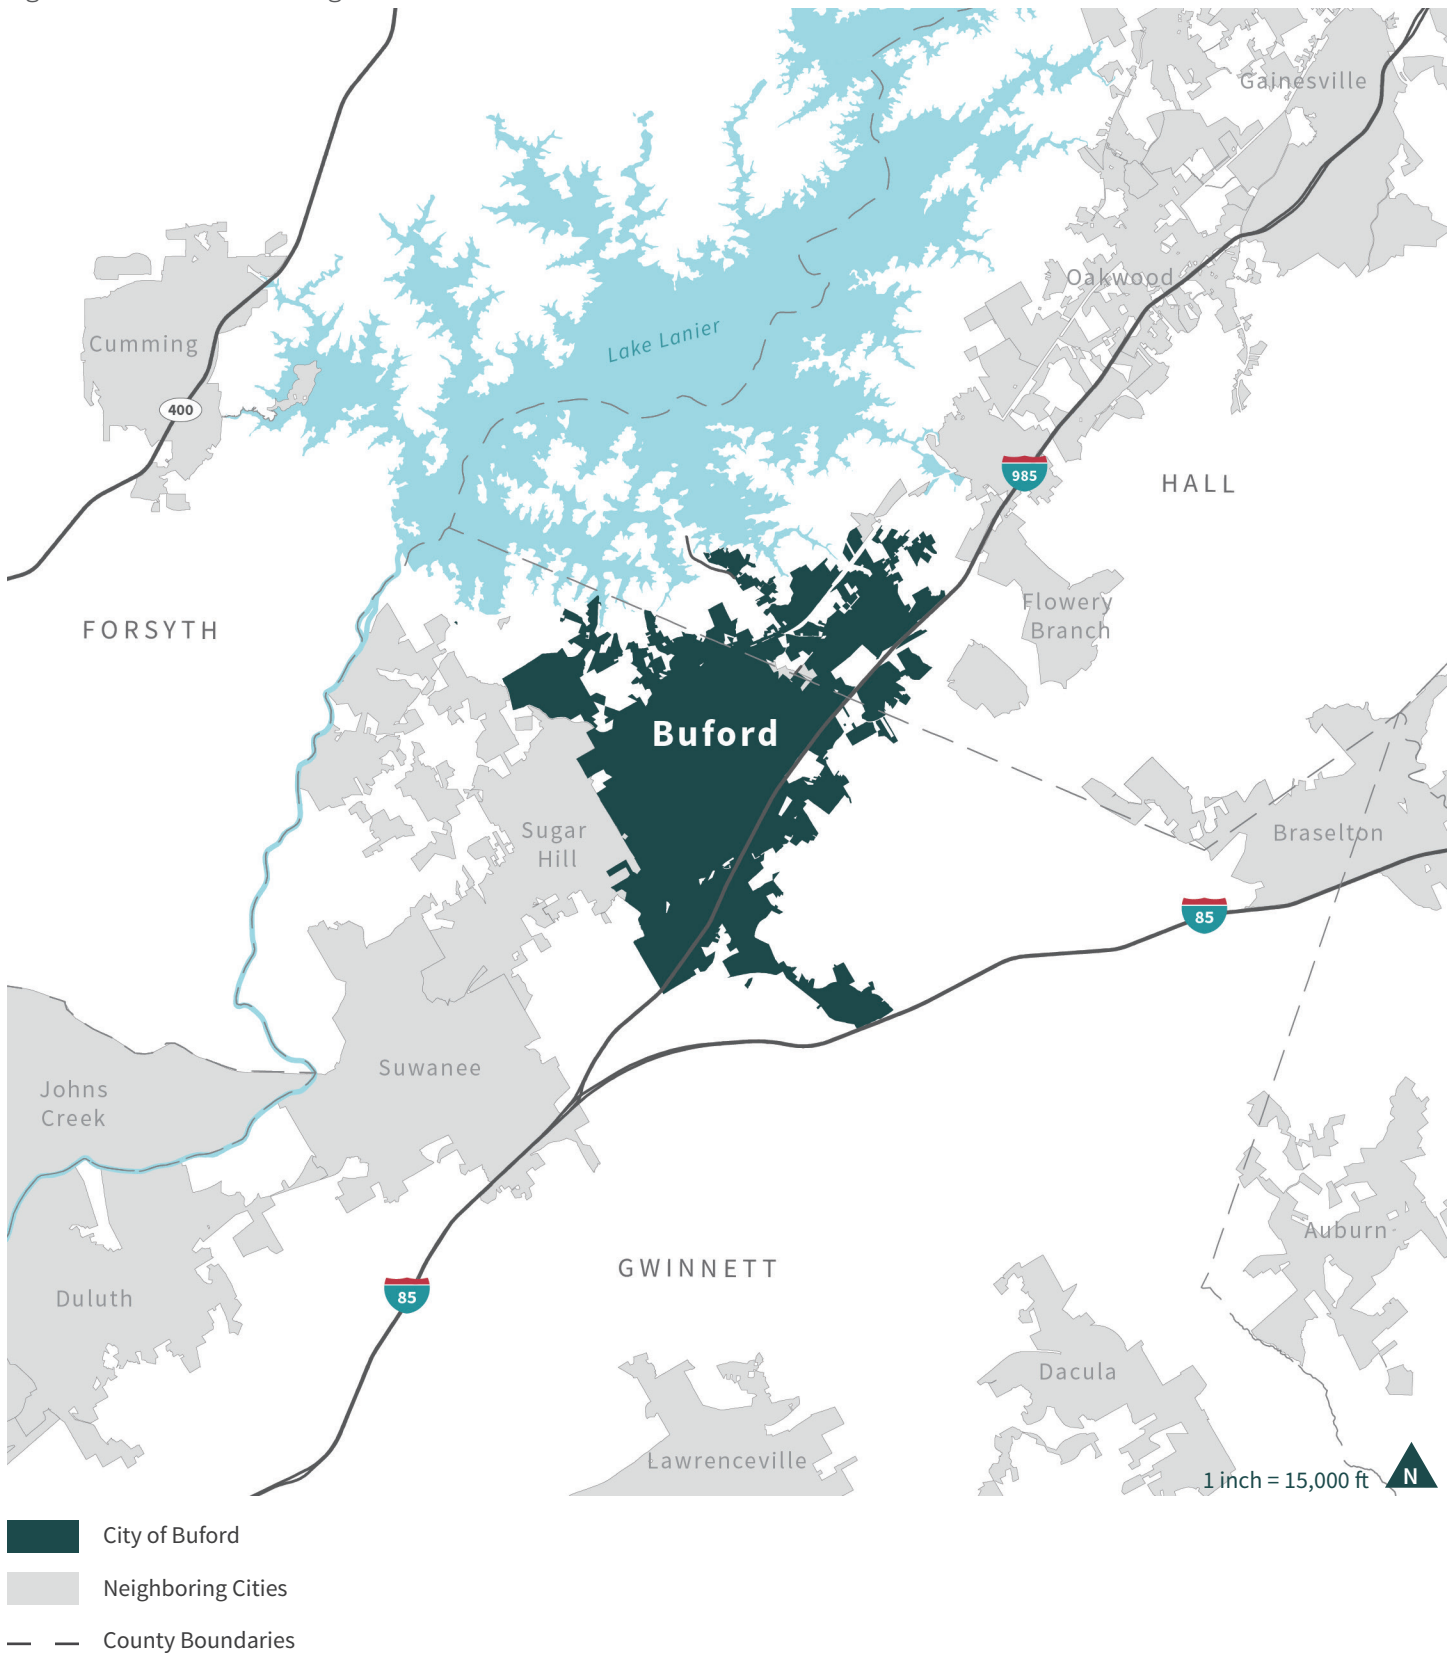 Gainesville
Oakwood
Lake Lanier
Cumming
400
985
HALL
FORSYTH
Flowery
Branch
Buford
Sugar
Hill
Braselton
85
Suwanee
Johns
Creek
Auburn
GWINNETT
Duluth
85
Dacula
Lawrenceville
1 inch = 15,000 ft
N
City of Buford
Neighboring Cities
County Boundaries